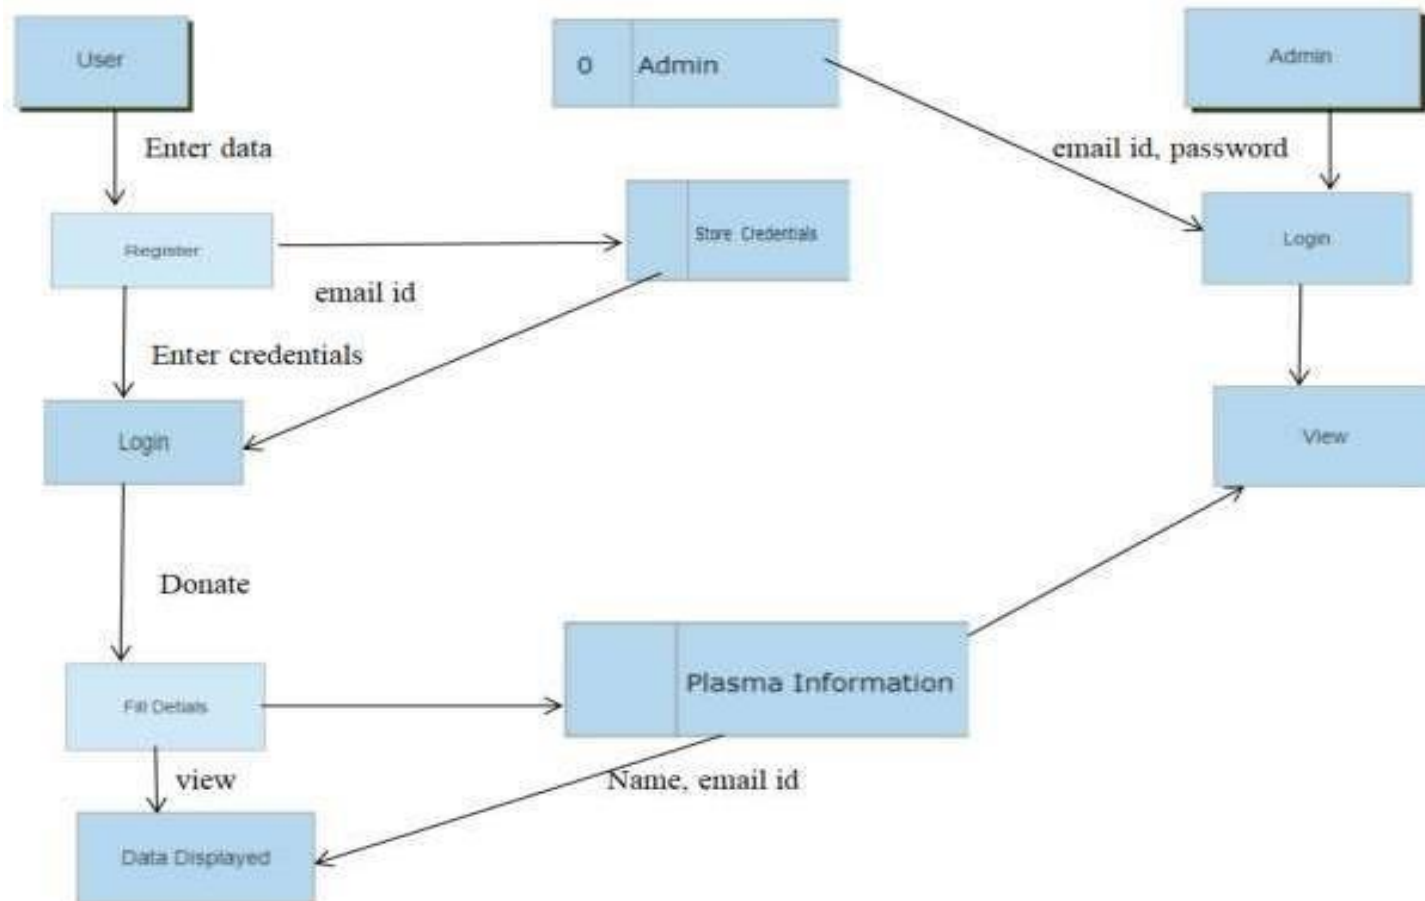 User
0 Admin
Admin
Enter data
email id, password
Register
Store Credentials
Login
email id
Enter credentials
Login
View
Donate
Fill Detials
Plasma Information
view
Name, email id
Data Displayed